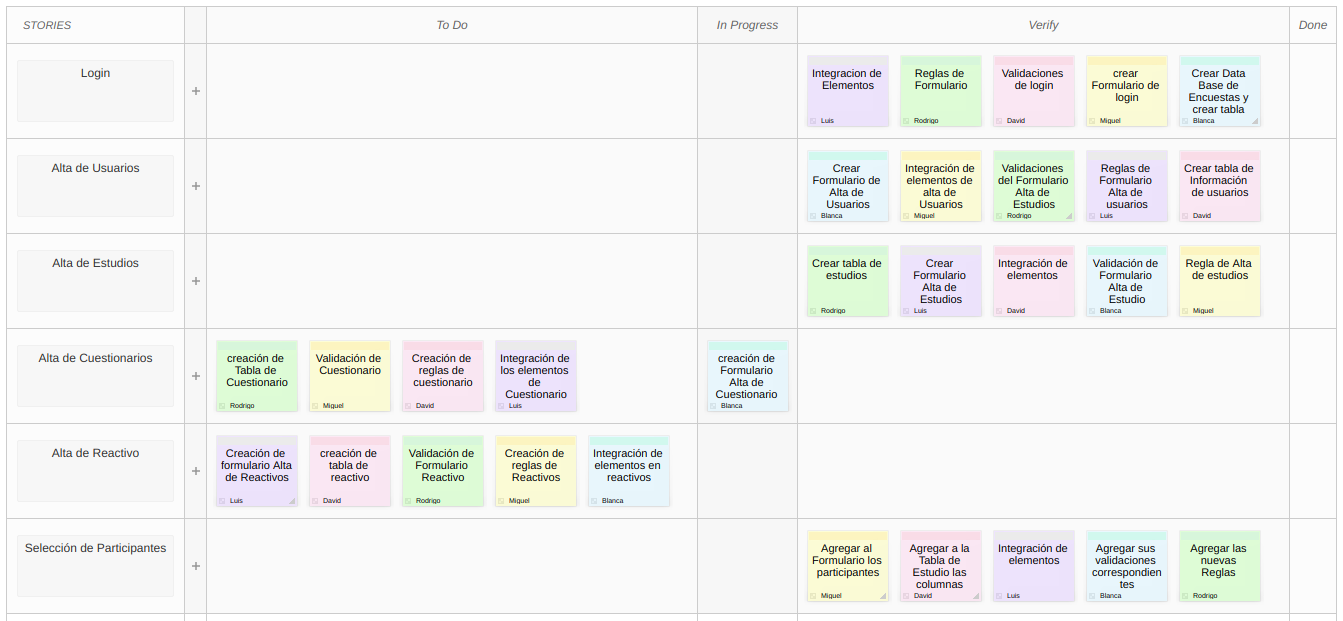 STORIES
To Do
In Progress
Verify
Done
Login
+
Integracion de
Elementos
Luis
Reglas de
Formulario
Rodrigo
Validaciones
de login
David
crear
Formulario de
login
Miguel
Crear Data
Base de
Encuestas y
crear tabla
Blanca
Alta de Usuarios
+
Crear
Formulario de
Alta de
Usuarios
Blanca
Integración de
elementos de
alta de
Usuarios
Miguel
Validaciones
del Formulario
Alta de
Estudios
Rodrigo
Reglas de
Formulario
Alta de
usuarios
Luis
Crear tabla de
Información
de usuarios
David
Alta de Estudios
+
Crear tabla de
estudios
Rodrigo
Crear
Formulario
Alta de
Estudios
Luis
Integración de
elementos
David
Validación de
Formulario
Alta de
Estudio
Blanca
Regla de Alta
de estudios
Miguel
Alta de Cuestionarios
+
creación de
Tabla de
Cuestionario
Rodrigo
Validación de
Cuestionario
Miguel
Creación de
reglas de
cuestionario
David
Integración de
los elementos
de
Cuestionario
Luis
creación de
Formulario
Alta de
Cuestionario
Blanca
Alta de Reactivo
+
Creación de
formulario Alta
de Reactivos
Luis
creación de
tabla de
reactivo
David
Validación de
Formulario
Reactivo
Rodrigo
Creación de
reglas de
Reactivos
Miguel
Integración de
elementos en
reactivos
Blanca
Selección de Participantes
+
Agregar al
Formulario los
participantes
Miguel
Agregar a la
Tabla de
Estudio las
columnas
David
Integración de
elementos
Luis
Agregar sus
validaciones
correspondien
tes
Blanca
Agregar las
nuevas
Reglas
Rodrigo